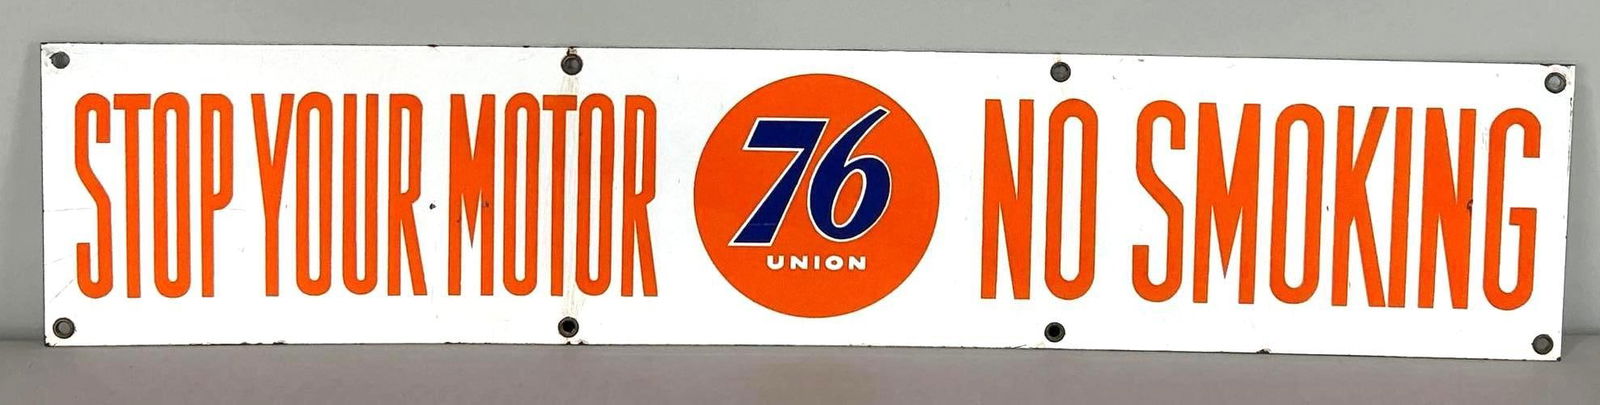 STOP YOUR MOTOR 76 NO SMOKING
UNION